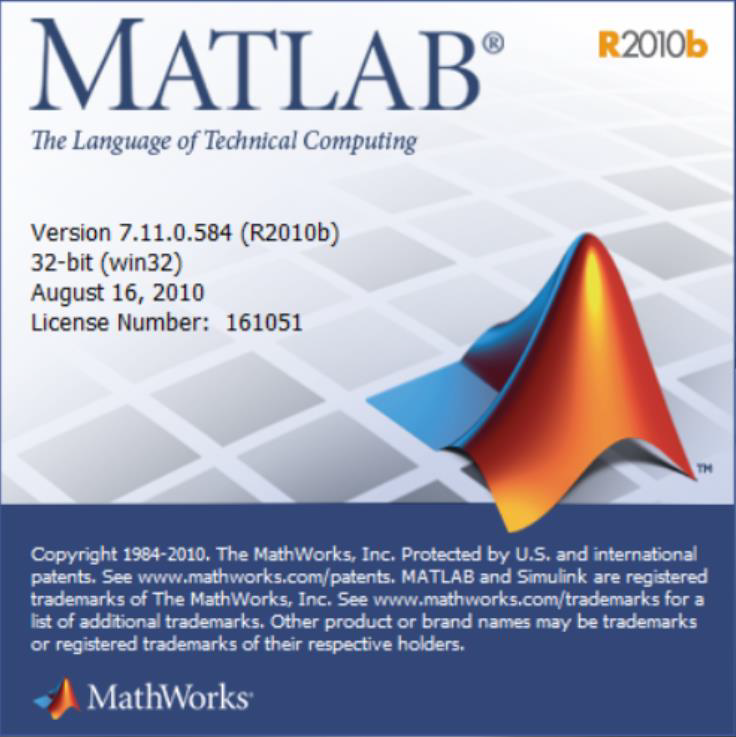 MATLAB®
R2010b
The Language of Technical Computing
Version 7.11.0.584 (R2010b)
32-bit (win32)
August 16, 2010
License Number: 161051
TM
Copyright 1984-2010. The MathWorks, Inc. Protected by U.S. and international
patents. See www.mathworks.com/patents. MATLAB and Simulink are registered
trademarks of The MathWorks, Inc. See www.mathworks.com/trademarks for a
list of additional trademarks. Other product or brand names may be trademarks
or registered trademarks of their respective holders.
MathWorks